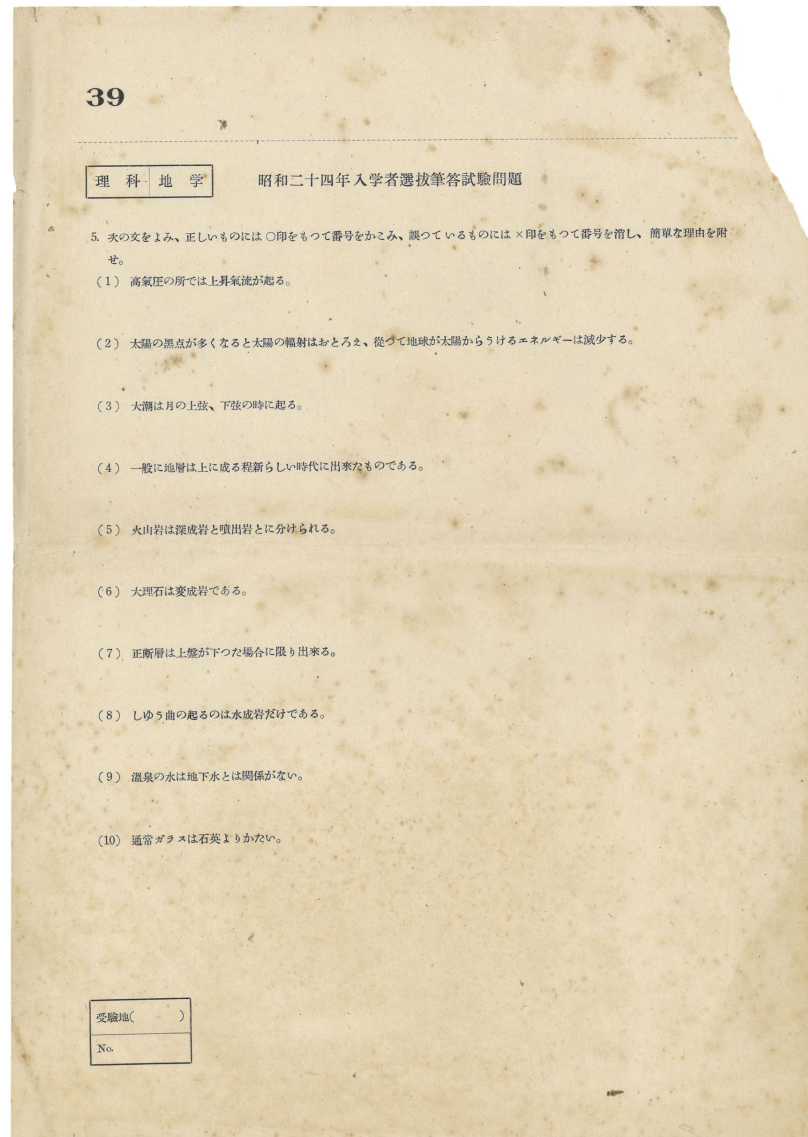 39
理科 地学
昭和二十四年入学者選抜筆答試驗問題
5. 次の文をよみ、正しいものには○印をもつて番号をかこみ、誤つているものには×印をもつて番号を消し、簡單な理由を附
せ。
(1) 高氣圧の所では上昇氣流が起る。
(2) 太陽の黒点が多くなると太陽の輻射はおとろえ、從つて地球が太陽からうけるエネルギーは減少する。
(3) 大潮は月の上弦、下弦の時に起る。
(4) 一般に地層は上に成る程新らしい時代に出來たものである。
(5) 火山岩は深成岩と噴出岩とに分けられる。
(6) 大理石は変成岩である。
(7) 正断層は上盤が下つた場合に限り出來る。
(8) しゆう曲の起るのは水成岩だけである。
(9) 溫泉の水は地下水とは関係がない。
(10) 通常ガラスは石英よりかたい。
受驗地( )
No.